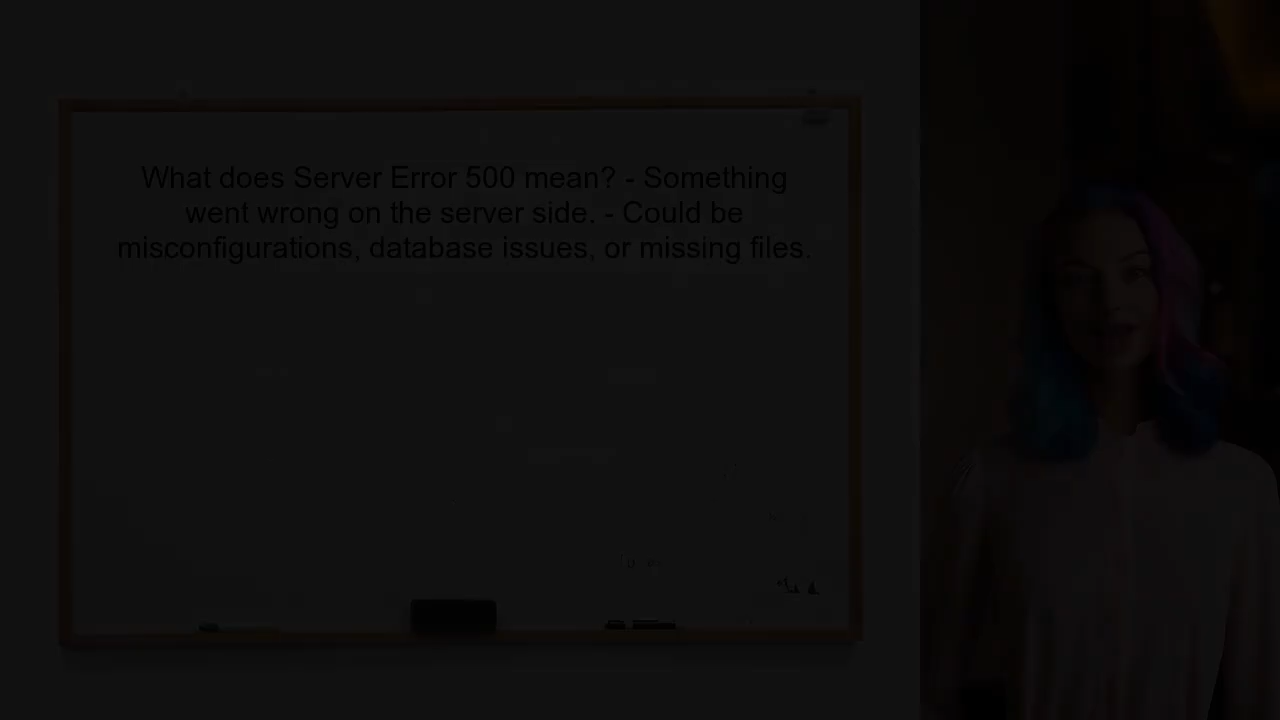 What does Server Error 500 mean? - Something
went wrong on the server side. - Could be
misconfigurations, database issues, or missing files.